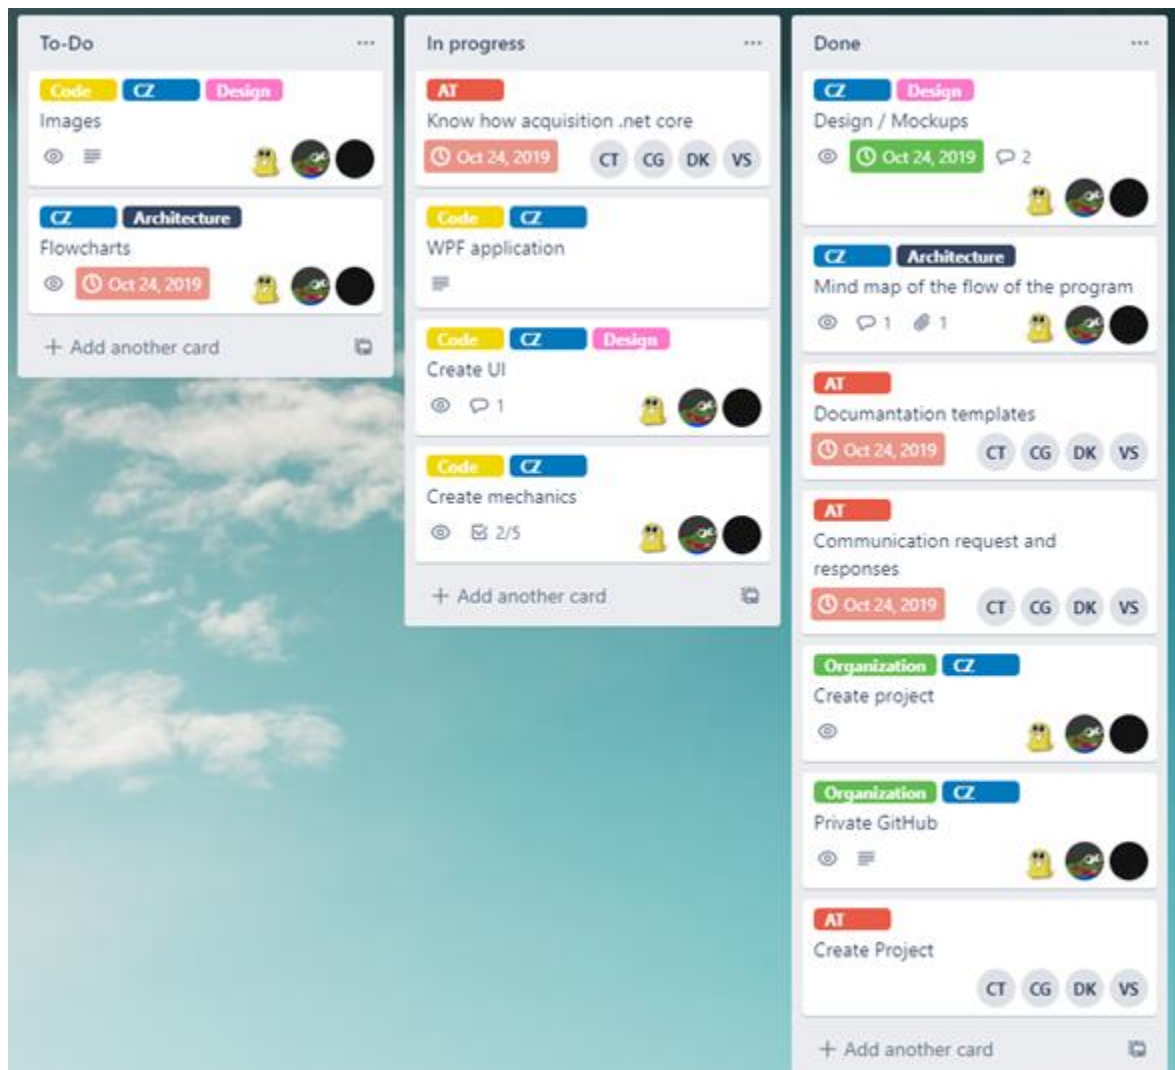 To-Do
Code CZ Design
Images
CZ Architecture
Flowcharts
Oct 24, 2019
+ Add another card
In progress
AT
Know how acquisition .net core
Oct 24, 2019 CT CG DK VS
Code CZ
WPF application
Code CZ Design
Create UI
1
Code CZ
Create mechanics
2/5
+ Add another card
Done
CZ Design
Design / Mockups
Oct 24, 2019 2
CZ Architecture
Mind map of the flow of the program
1 1
AT
Documantation templates
Oct 24, 2019 CT CG DK VS
AT
Communication request and
responses
Oct 24, 2019 CT CG DK VS
Organization CZ
Create project
Organization CZ
Private GitHub
AT
Create Project
CT CG DK VS
+ Add another card